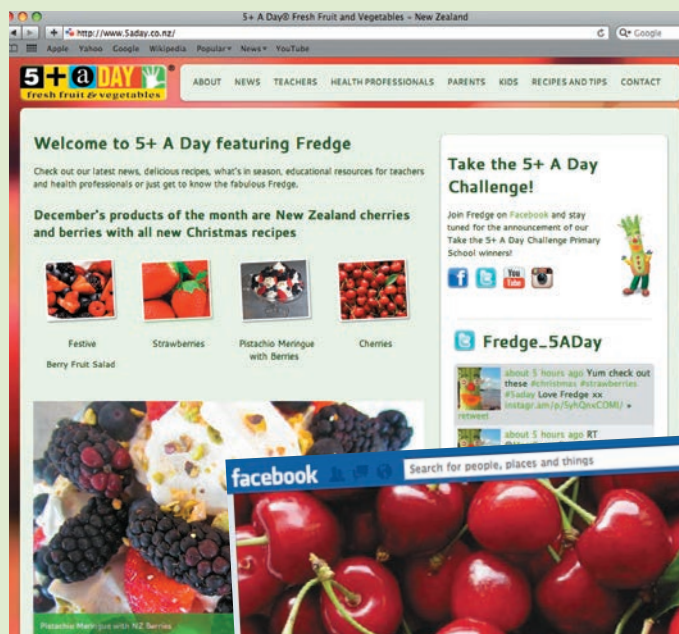 5+ A Day® Fresh Fruit and Vegetables – New Zealand
http://www.5aday.co.nz/
Google
Apple Yahoo Google Wikipedia Popular News YouTube
5+ a DAY ®
fresh fruit & vegetables
ABOUT NEWS TEACHERS HEALTH PROFESSIONALS PARENTS KIDS RECIPES AND TIPS CONTACT
Welcome to 5+ A Day featuring Fredge
Check out our latest news, delicious recipes, what's in season, educational resources for teachers
and health professionals or just get to know the fabulous Fredge.
December's products of the month are New Zealand cherries
and berries with all new Christmas recipes
Festive
Berry Fruit Salad
Strawberries
Pistachio Meringue
with Berries
Cherries
Pistachio Meringue with NZ Berries
Take the 5+ A Day
Challenge!
Join Fredge on Facebook and stay
tuned for the announcement of our
Take the 5+ A Day Challenge Primary
School winners!
f
You
Tube
Fredge_5ADay
about 5 hours ago Yum check out
these #christmas #strawberries
#5aday Love Fredge xx
instagr.am/p/SyhQnxCOMI/ •
retweet
about 5 hours ago RT
facebook
Search for people, places and things